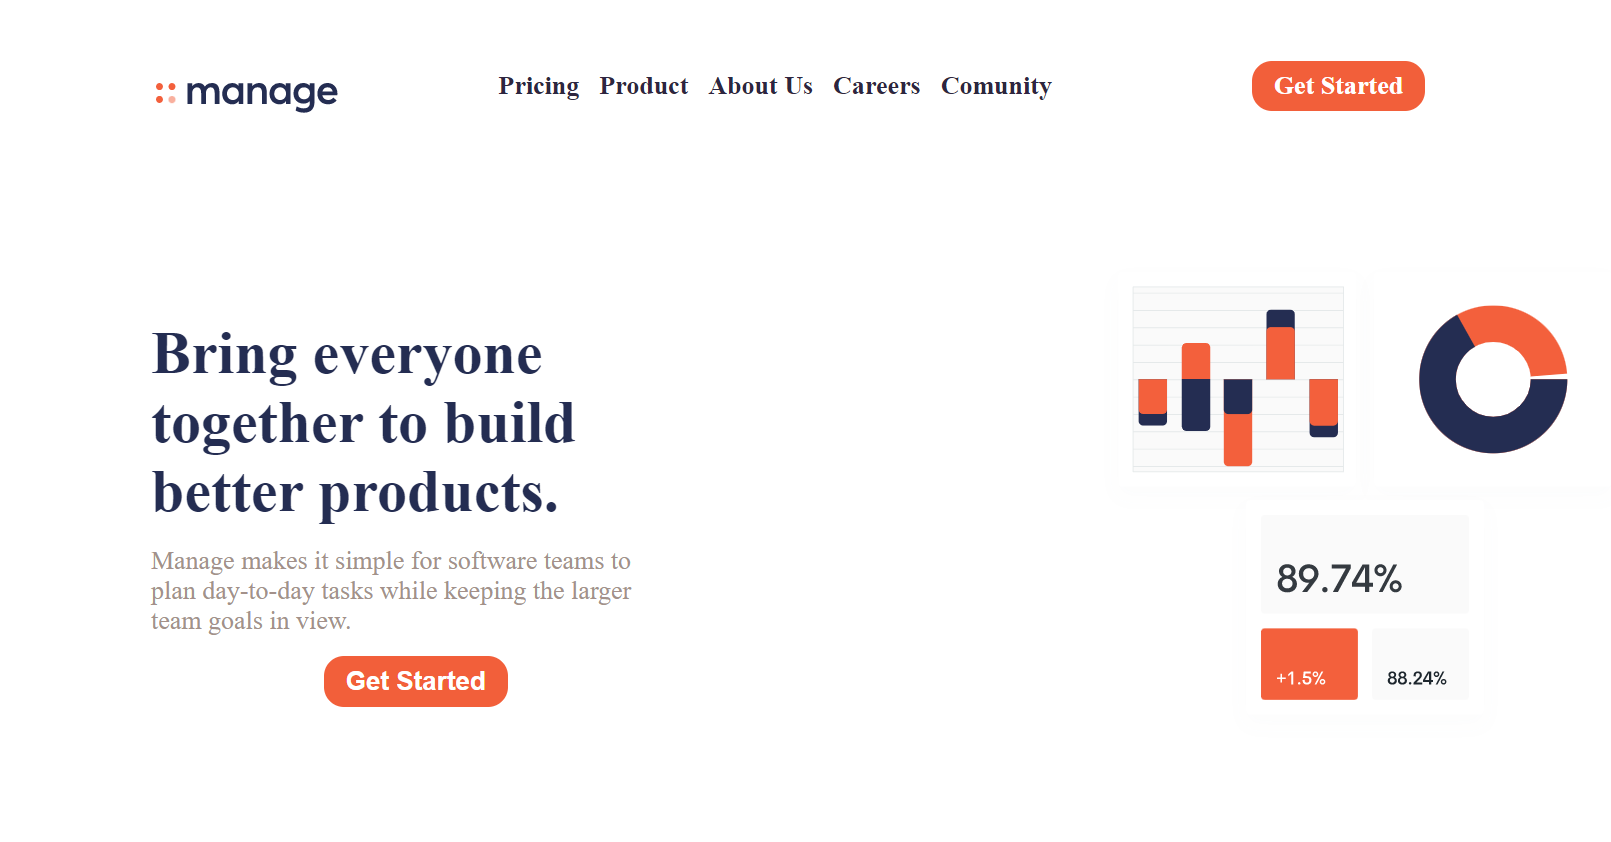 manage
Pricing Product About Us Careers Comunity
Get Started
Bring everyone
together to build
better products.
Manage makes it simple for software teams to
plan day-to-day tasks while keeping the larger
team goals in view.
Get Started
89.74%
+1.5% 88.24%